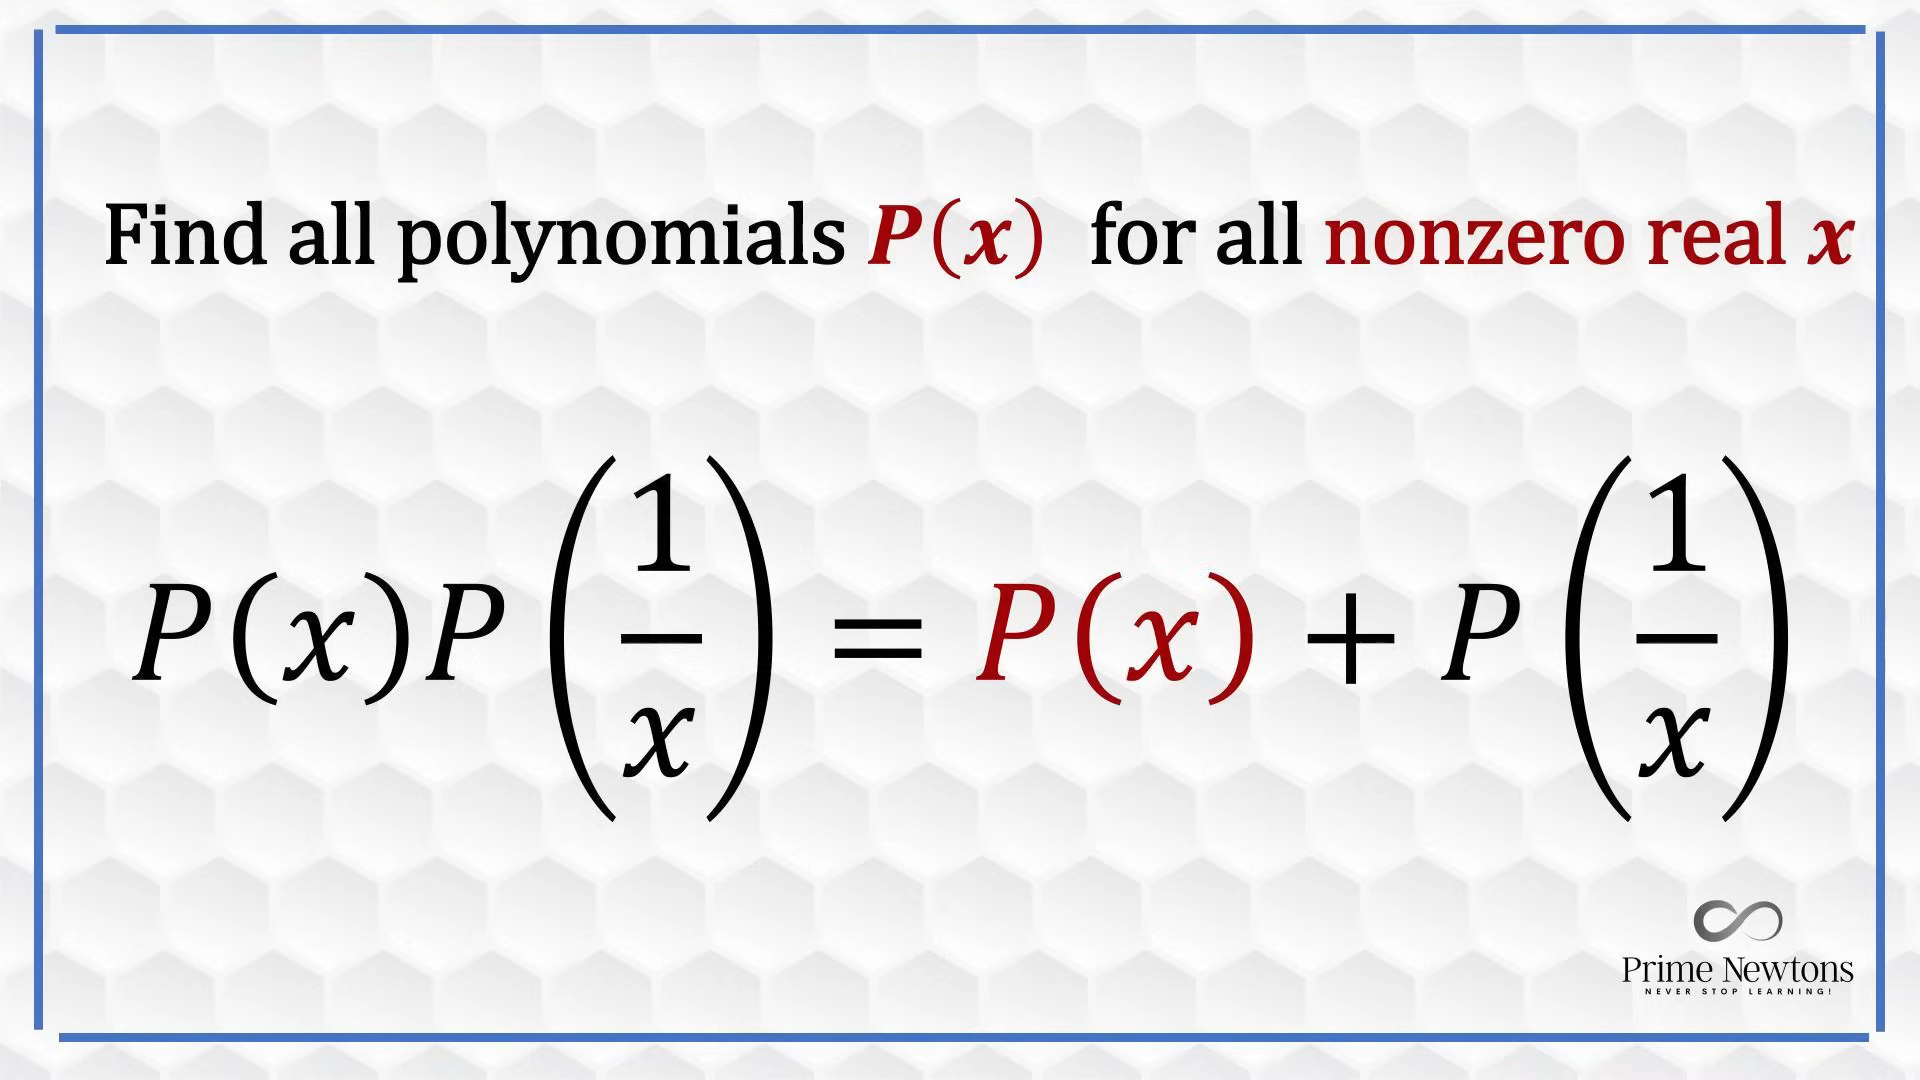 Find all polynomials P(x) for all nonzero real x
P(x)P(1/x) = P(x) + P(1/x)
Prime Newtons
NEVER STOP LEARNING!